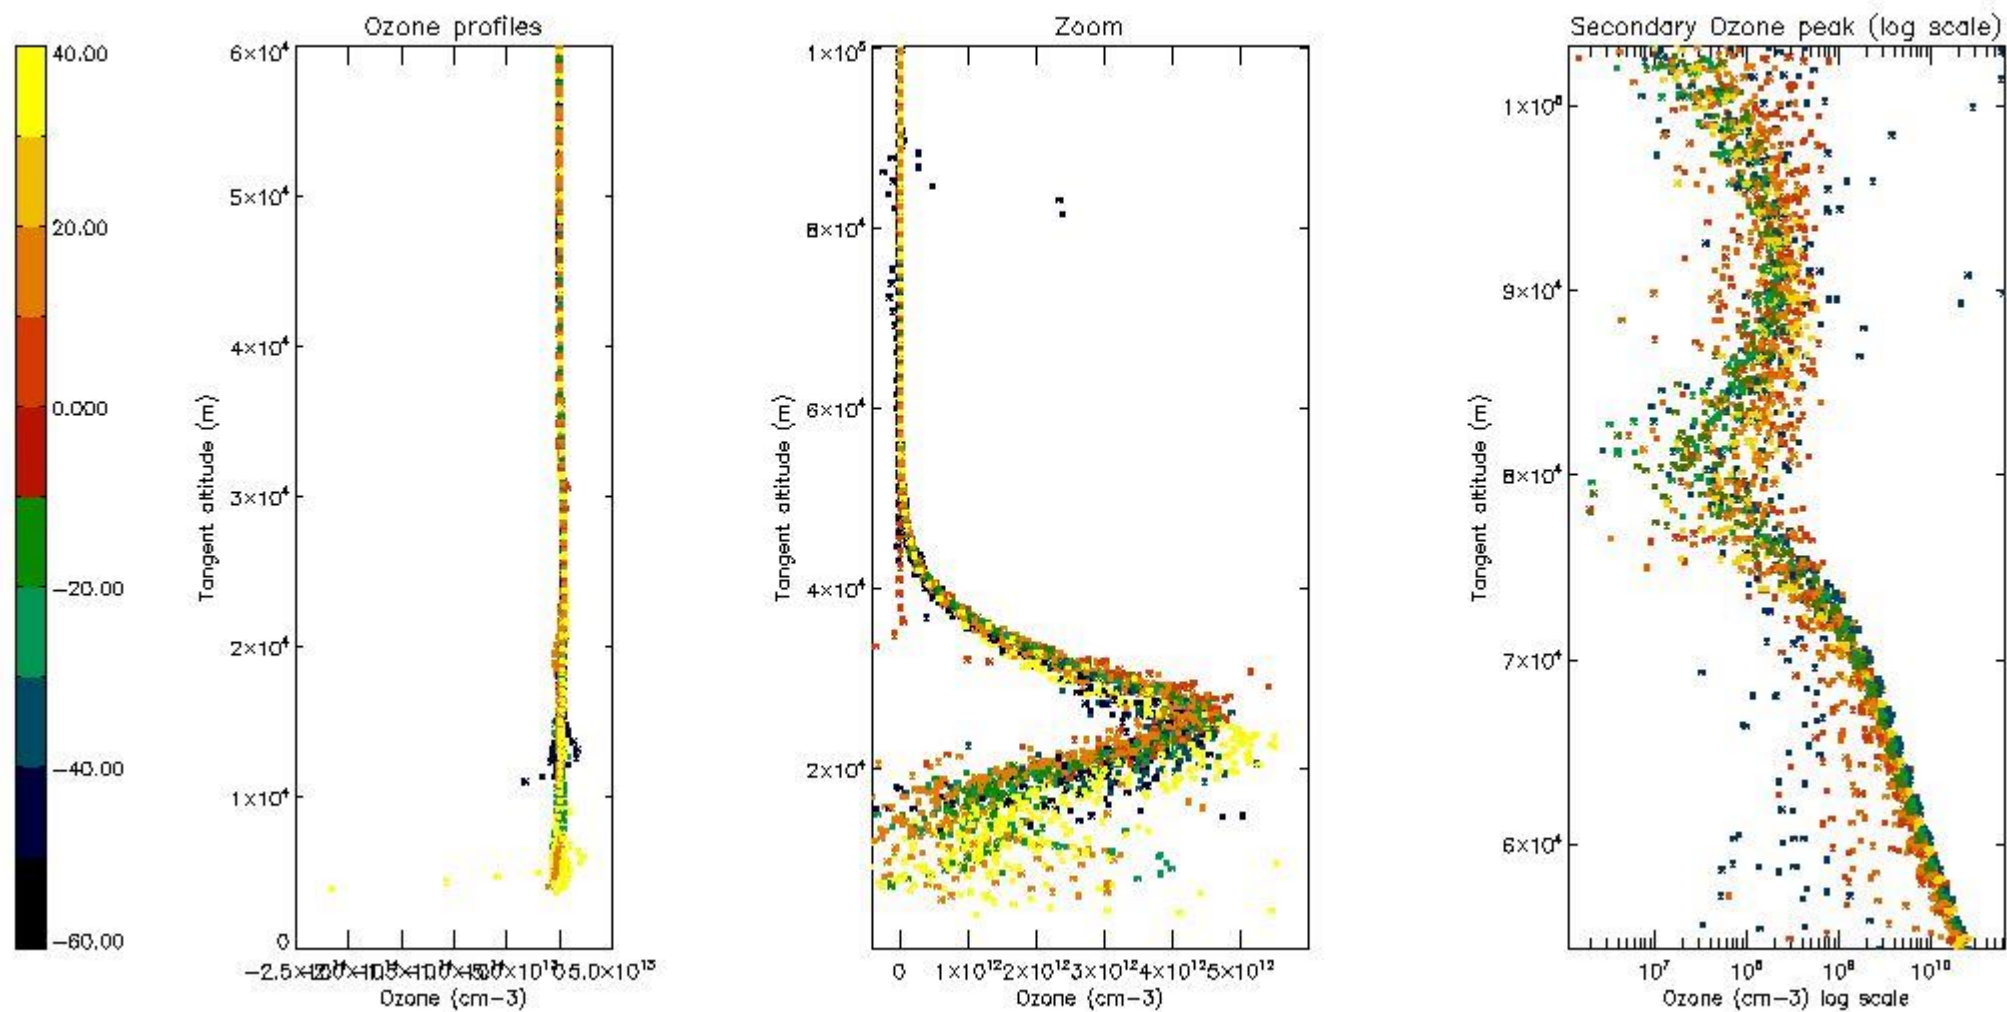 Ozone profiles
Zoom
Secondary Ozone peak (log scale)
40.00
20.00
0.000
−20.00
−40.00
−60.00
6×10⁴
5×10⁴
4×10⁴
3×10⁴
2×10⁴
1×10⁴
0
Tangent altitude (m)
5.0×10¹³
Ozone (cm−3)
1×10⁵
8×10⁴
6×10⁴
4×10⁴
2×10⁴
Tangent altitude (m)
0 1×10¹² 2×10¹² 3×10¹² 4×10¹² 5×10¹²
Ozone (cm−3)
9×10⁴
8×10⁴
7×10⁴
6×10⁴
Tangent altitude (m)
10⁷ 10¹⁰
Ozone (cm−3) log scale